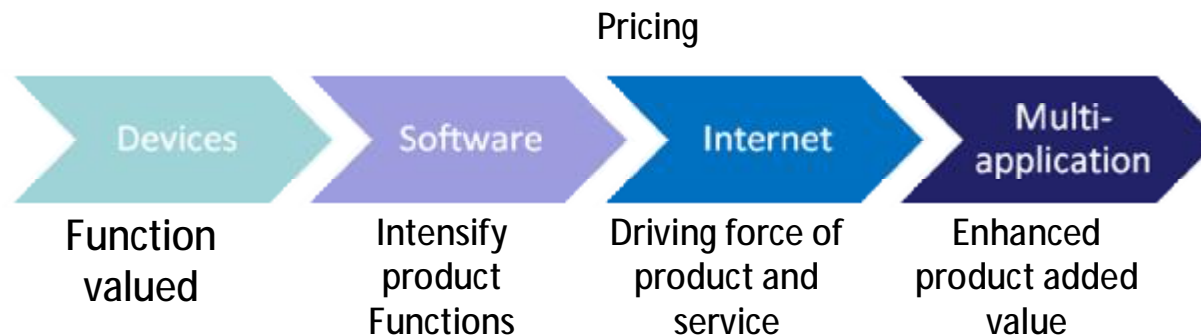 Pricing
Devices
Software
Internet
Multi-
application
Function
valued
Intensify
product
Functions
Driving force of
product and
service
Enhanced
product added
value